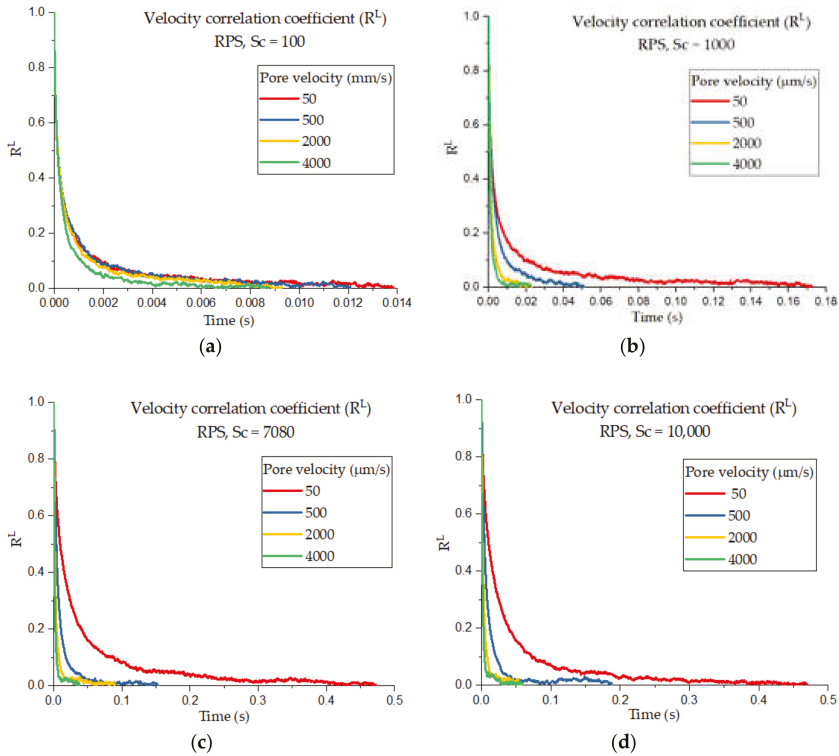 Velocity correlation coefficient (R^L)
RPS, Sc = 100
Pore velocity (mm/s)
50
500
2000
4000
R^L
1.0
0.8
0.6
0.4
0.2
0.0
0.000 0.002 0.004 0.006 0.008 0.010 0.012 0.014
Time (s)
(a)
Velocity correlation coefficient (R^L)
RPS, Sc = 1000
Pore velocity (μm/s)
50
500
2000
4000
R^L
1.0
0.8
0.6
0.4
0.2
0.0
0.00 0.02 0.04 0.06 0.08 0.10 0.12 0.14 0.16 0.18
Time (s)
(b)
Velocity correlation coefficient (R^L)
RPS, Sc = 7080
Pore velocity (μm/s)
50
500
2000
4000
R^L
1.0
0.8
0.6
0.4
0.2
0.0
0.0 0.1 0.2 0.3 0.4 0.5
Time (s)
(c)
Velocity correlation coefficient (R^L)
RPS, Sc = 10,000
Pore velocity (μm/s)
50
500
2000
4000
R^L
1.0
0.8
0.6
0.4
0.2
0.0
0.0 0.1 0.2 0.3 0.4 0.5
Time (s)
(d)